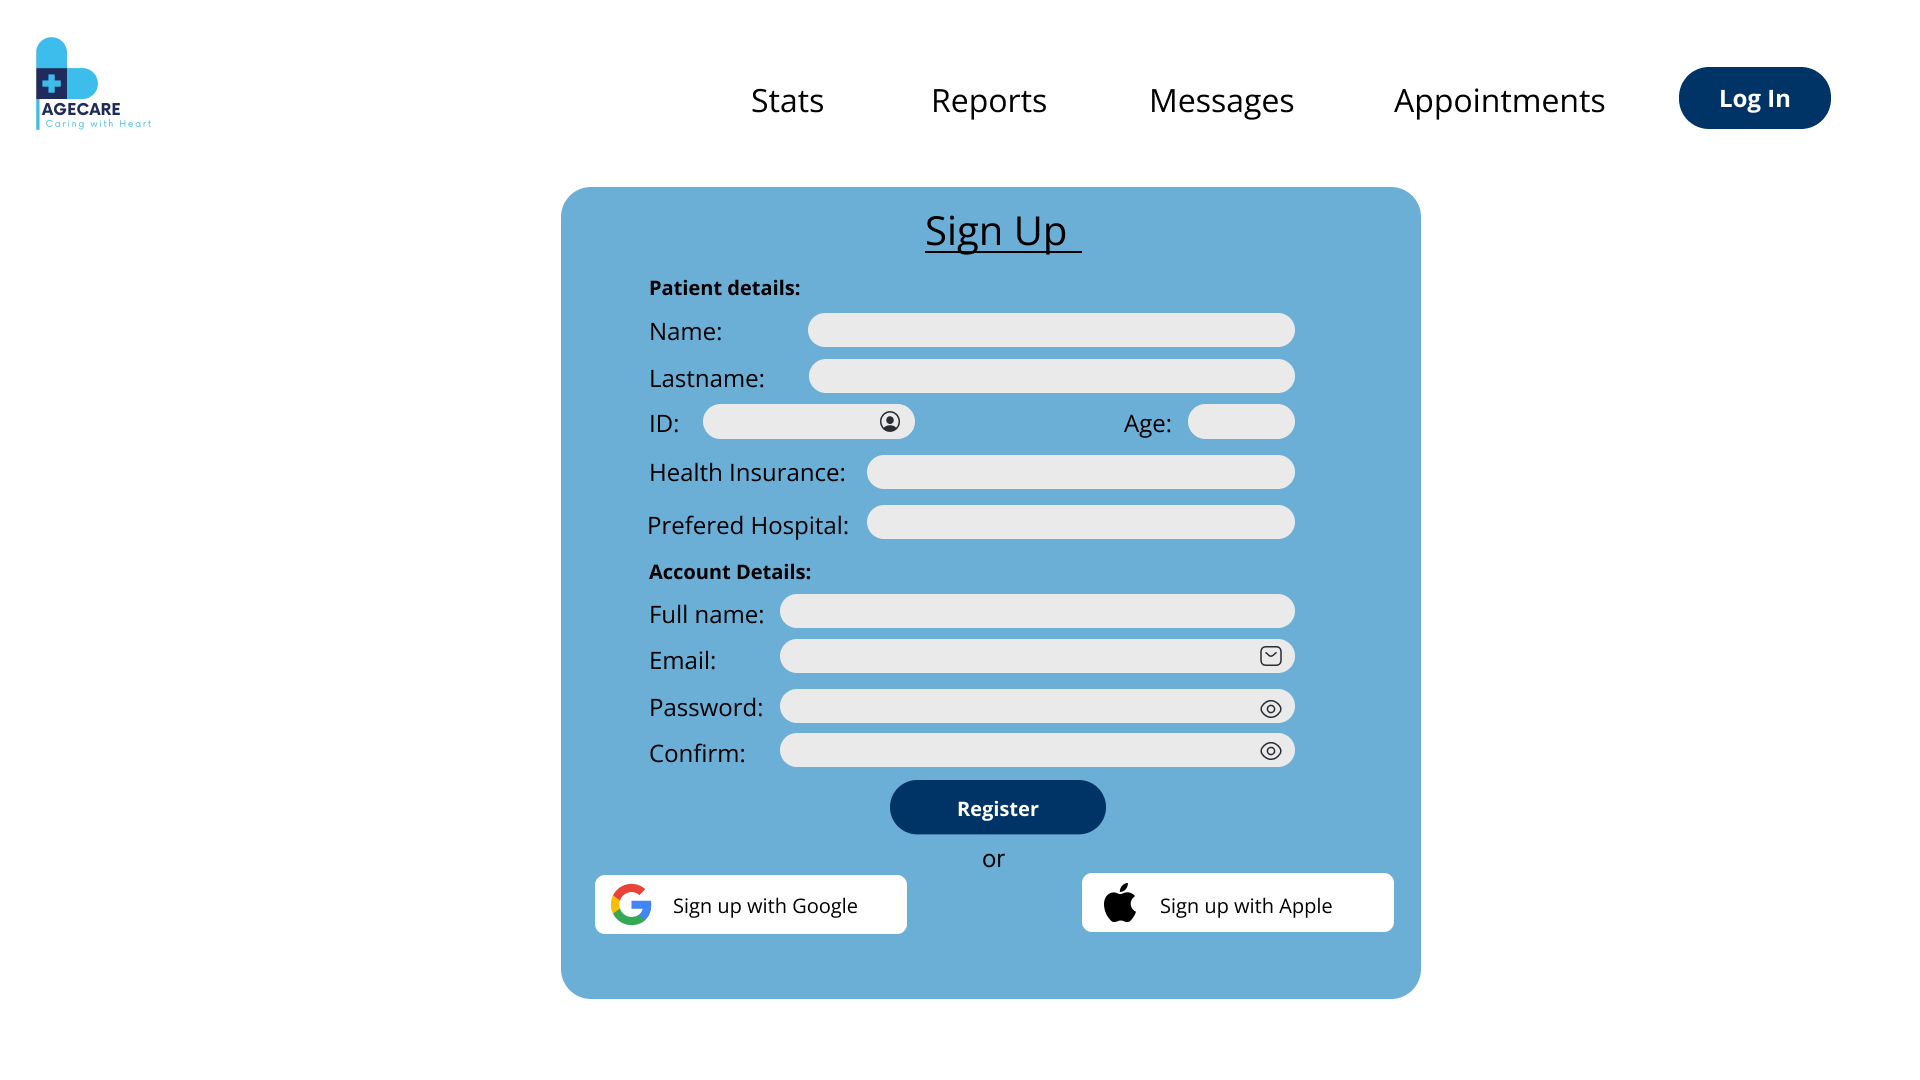 AGECARE
Caring with Heart
Stats Reports Messages Appointments Log In
Sign Up
Patient details:
Name:
Lastname:
ID: Age:
Health Insurance:
Prefered Hospital:
Account Details:
Full name:
Email:
Password:
Confirm:
Register
or
Sign up with Google Sign up with Apple